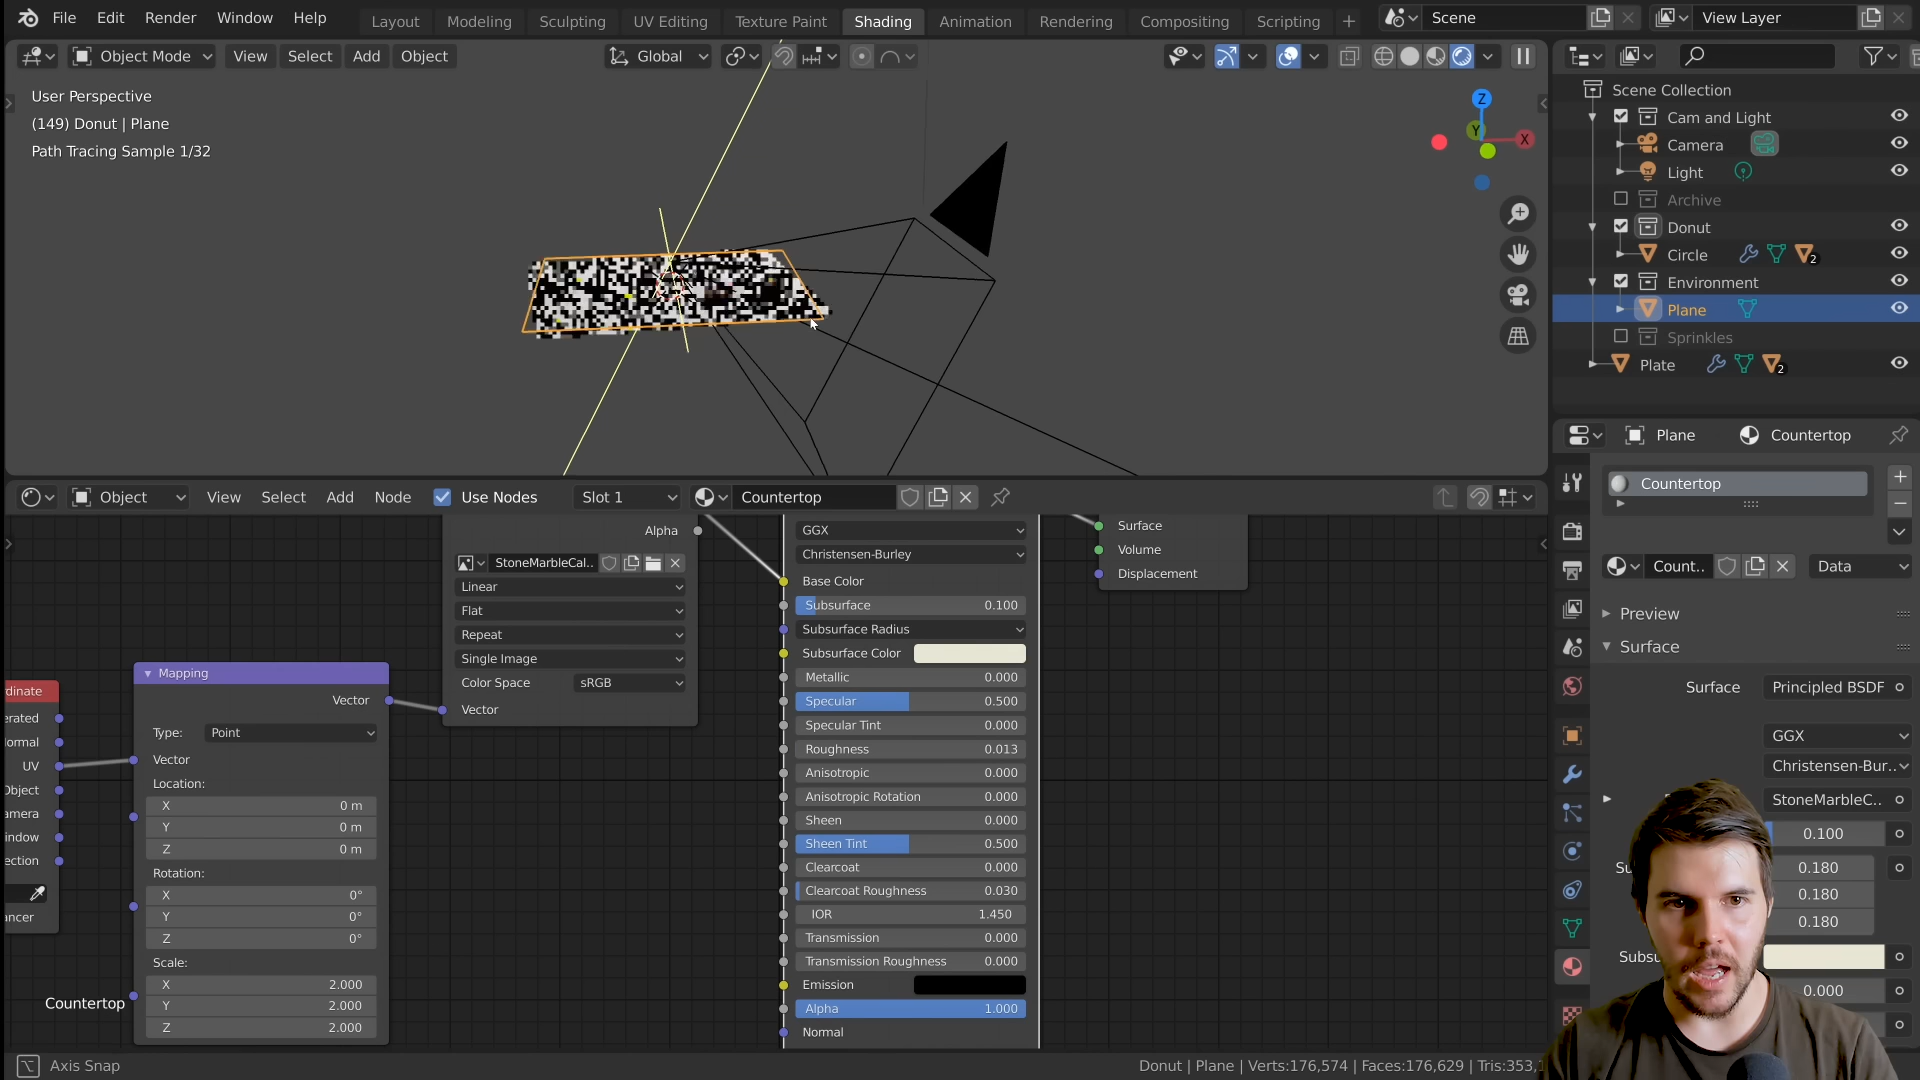 File Edit Render Window Help Layout Modeling Sculpting UV Editing Texture Paint Shading Animation Rendering Compositing Scripting + Scene View Layer
Object Mode View Select Add Object Global
User Perspective
(149) Donut | Plane
Path Tracing Sample 1/32
Z
Y
X
Scene Collection
Cam and Light
Camera
Light
Archive
Donut
Circle 2
Environment
Plane
Sprinkles
Plate 2
Plane Countertop
Countertop
Count.. Data
Preview
Surface
Surface Principled BSDF
GGX
Christensen-Bur..
StoneMarbleC..
0.100
0.180
0.180
0.180
0.000
Object View Select Add Node Use Nodes Slot 1 Countertop
Alpha
StoneMarbleCal..
Linear
Flat
Repeat
Single Image
Color Space sRGB
Vector
Mapping
Vector
Type: Point
Vector
Location:
X 0 m
Y 0 m
Z 0 m
Rotation:
X 0°
Y 0°
Z 0°
Scale:
X 2.000
Y 2.000
Z 2.000
dinate
erated
ormal
UV
Object
amera
indow
ection
ancer
Countertop
GGX
Christensen-Burley
Base Color
Subsurface 0.100
Subsurface Radius
Subsurface Color
Metallic 0.000
Specular 0.500
Specular Tint 0.000
Roughness 0.013
Anisotropic 0.000
Anisotropic Rotation 0.000
Sheen 0.000
Sheen Tint 0.500
Clearcoat 0.000
Clearcoat Roughness 0.030
IOR 1.450
Transmission 0.000
Transmission Roughness 0.000
Emission
Alpha 1.000
Normal
Surface
Volume
Displacement
Axis Snap
Donut | Plane | Verts:176,574 | Faces:176,629 | Tris:353,